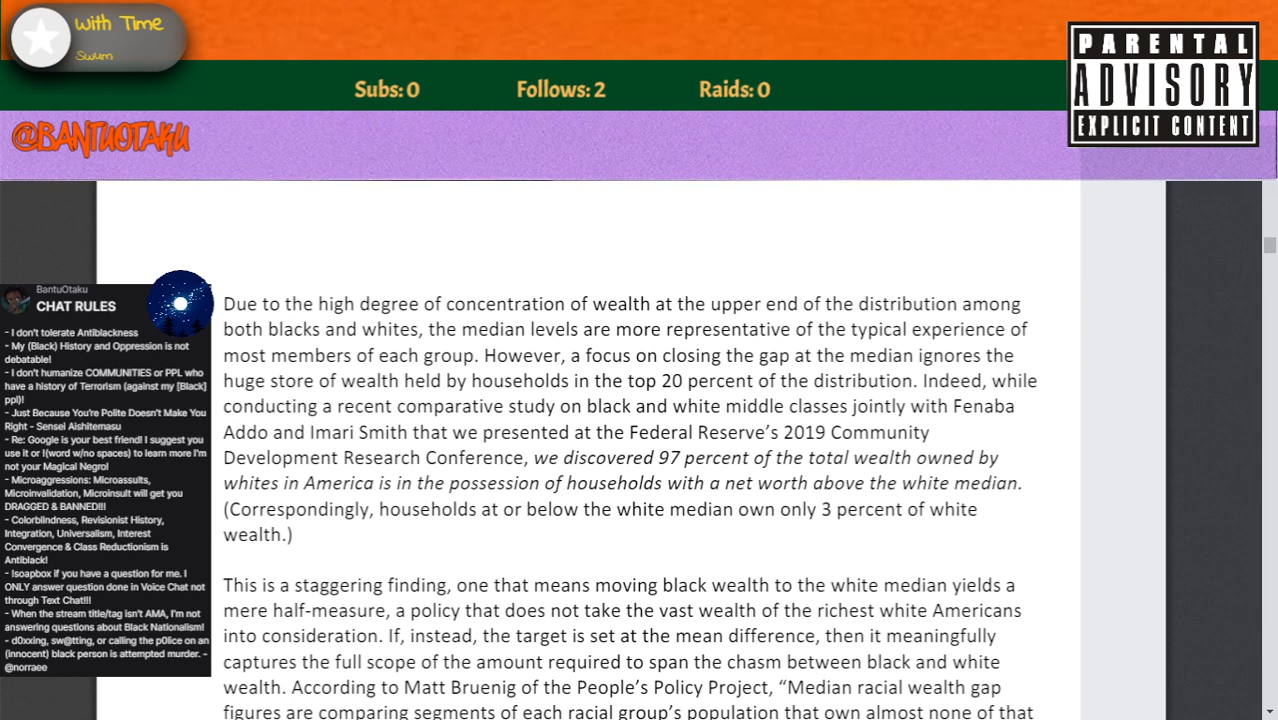 With Time
Swum
PARENTAL
ADVISORY
EXPLICIT CONTENT
Subs: 0
Follows: 2
Raids: 0
@BANTUOTAKU
BantuOtaku
CHAT RULES
- I don't tolerate Antiblackness
- My (Black) History and Oppression is not
debatable!
- I don't humanize COMMUNITIES or PPL who
have a history of Terrorism (against my [Black]
ppl)!
- Just Because You're Polite Doesn't Make You
Right - Sensei Aishitemasu
- Re: Google is your best friend! I suggest you
use it or !(word w/no spaces) to learn more I'm
not your Magical Negro!
- Microaggressions: Microassults,
Microinvalidation, Microinsult will get you
DRAGGED & BANNED!!!
- Colorblindness, Revisionist History,
Integration, Universalism, Interest
Convergence & Class Reductionism is
Antiblack!
- !soapbox if you have a question for me. I
ONLY answer question done in Voice Chat not
through Text Chat!!!
- When the stream title/tag isn't AMA, I'm not
answering questions about Black Nationalism!
- d0xxing, sw@tting, or calling the p0lice on an
(innocent) black person is attempted murder. -
@norraee
Due to the high degree of concentration of wealth at the upper end of the distribution among
both blacks and whites, the median levels are more representative of the typical experience of
most members of each group. However, a focus on closing the gap at the median ignores the
huge store of wealth held by households in the top 20 percent of the distribution. Indeed, while
conducting a recent comparative study on black and white middle classes jointly with Fenaba
Addo and Imari Smith that we presented at the Federal Reserve's 2019 Community
Development Research Conference, we discovered 97 percent of the total wealth owned by
whites in America is in the possession of households with a net worth above the white median.
(Correspondingly, households at or below the white median own only 3 percent of white
wealth.)
This is a staggering finding, one that means moving black wealth to the white median yields a
mere half-measure, a policy that does not take the vast wealth of the richest white Americans
into consideration. If, instead, the target is set at the mean difference, then it meaningfully
captures the full scope of the amount required to span the chasm between black and white
wealth. According to Matt Bruenig of the People's Policy Project, “Median racial wealth gap
figures are comparing segments of each racial group's population that own almost none of that